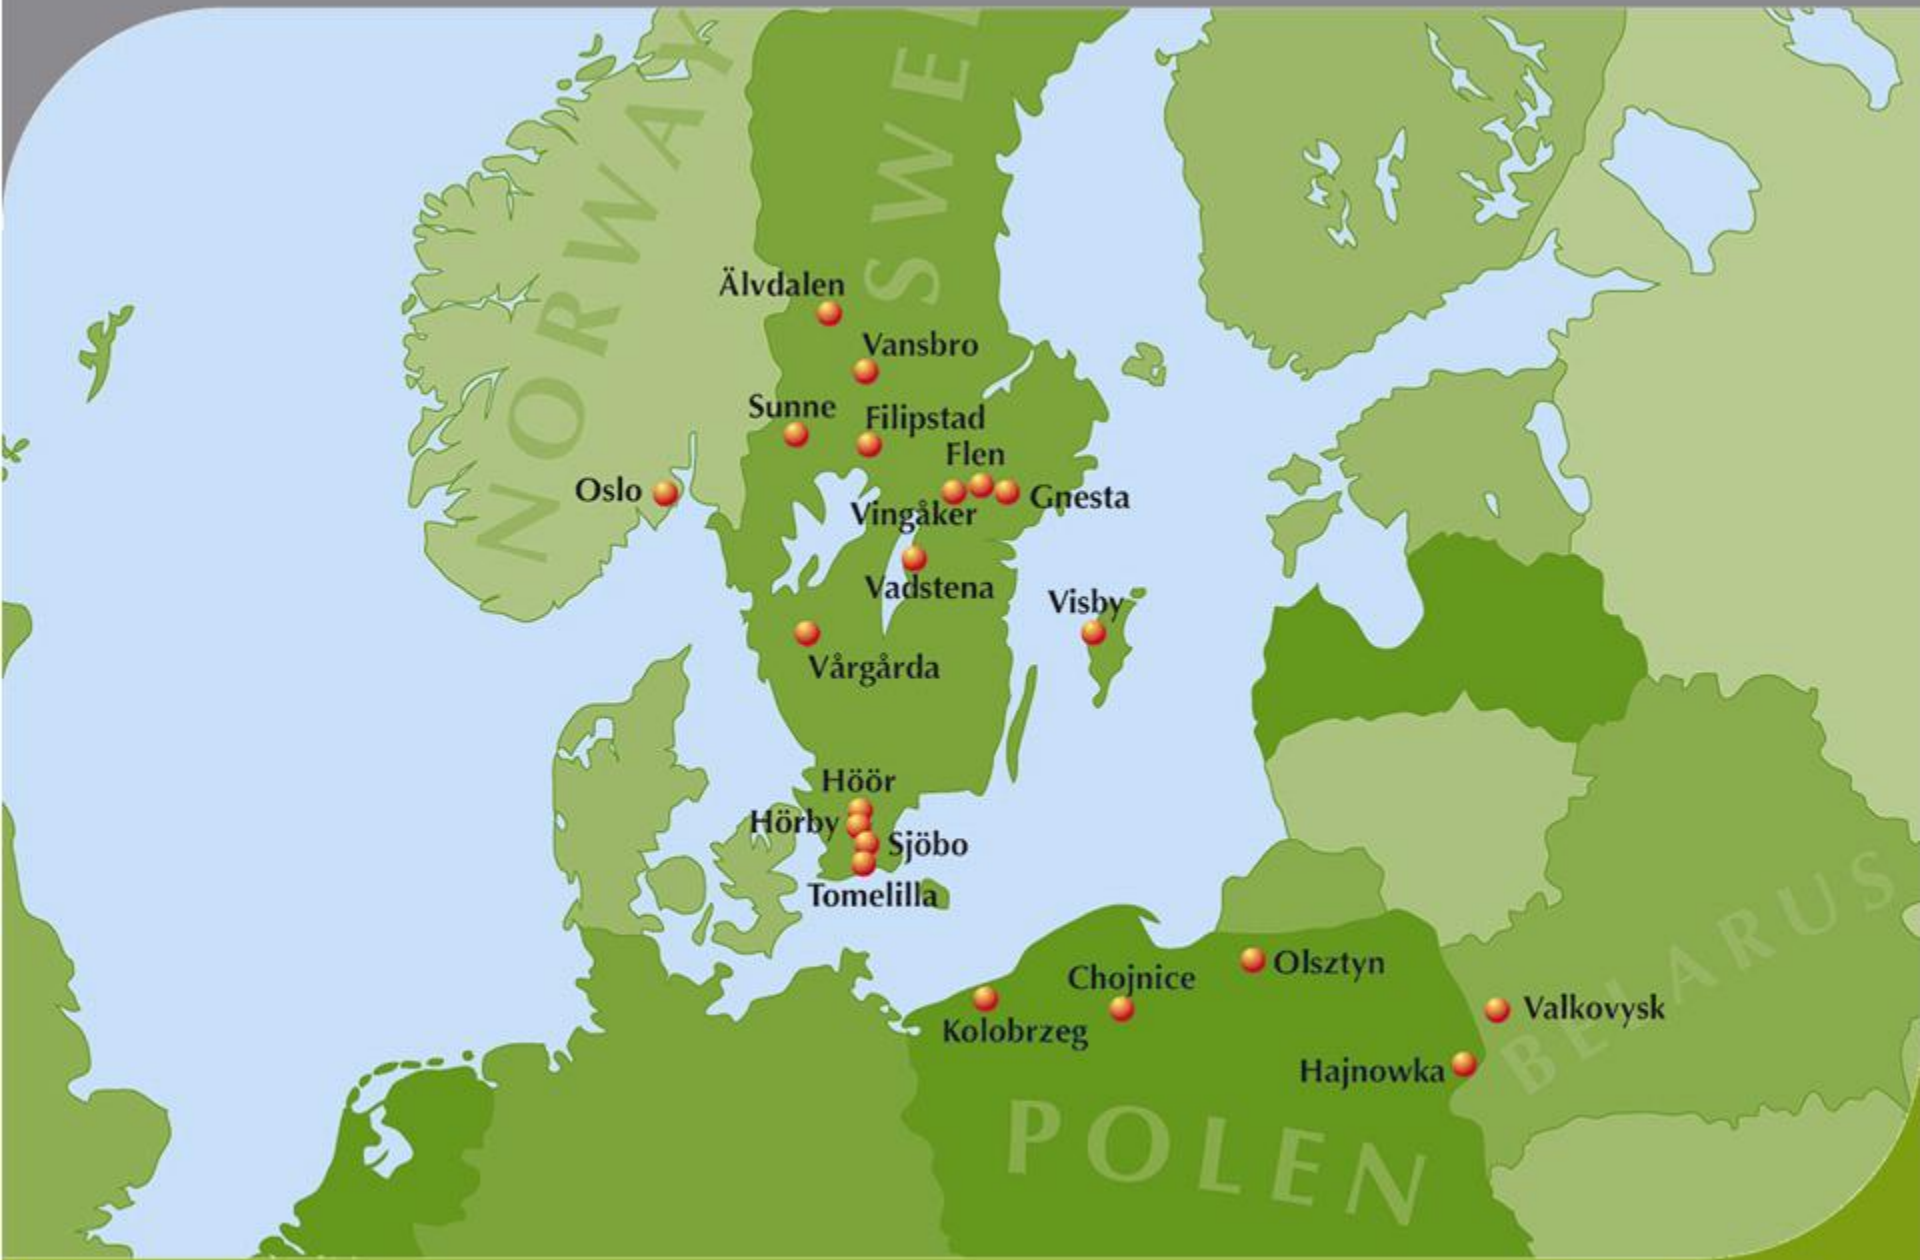 NORWAY
SWE
Älvdalen
Vansbro
Sunne
Filipstad
Flen
Oslo
Gnesta
Vingåker
Vadstena
Visby
Vårgårda
Höör
Hörby
Sjöbo
Tomelilla
Olsztyn
Chojnice
Kolobrzeg
Valkovysk
Hajnowka
BELARUS
POLEN